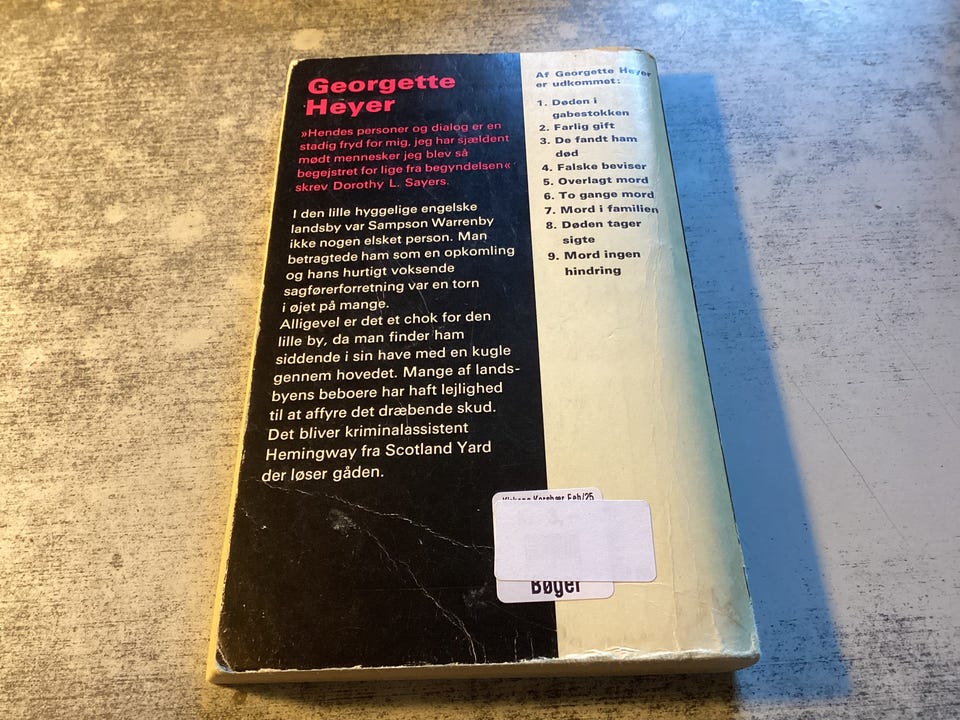 Georgette
Heyer
»Hendes personer og dialog er en
stadig fryd for mig, jeg har sjældent
mødt mennesker jeg blev så
begejstret for lige fra begyndelsen«
skrev Dorothy L. Sayers.
I den lille hyggelige engelske
landsby var Sampson Warrenby
ikke nogen elsket person. Man
betragtede ham som en opkomling
og hans hurtigt voksende
sagførerforretning var en torn
i øjet på mange.
Alligevel er det et chok for den
lille by, da man finder ham
siddende i sin have med en kugle
gennem hovedet. Mange af lands-
byens beboere har haft lejlighed
til at affyre det dræbende skud.
Det bliver kriminalassistent
Hemingway fra Scotland Yard
der løser gåden.
Af Georgette Heyer
er udkommet:
1. Døden i
gabestokken
2. Farlig gift
3. De fandt ham
død
4. Falske beviser
5. Overlagt mord
6. To gange mord
7. Mord i familien
8. Døden tager
sigte
9. Mord ingen
hindring
Kirkens Korshær Feb/25
Bøger